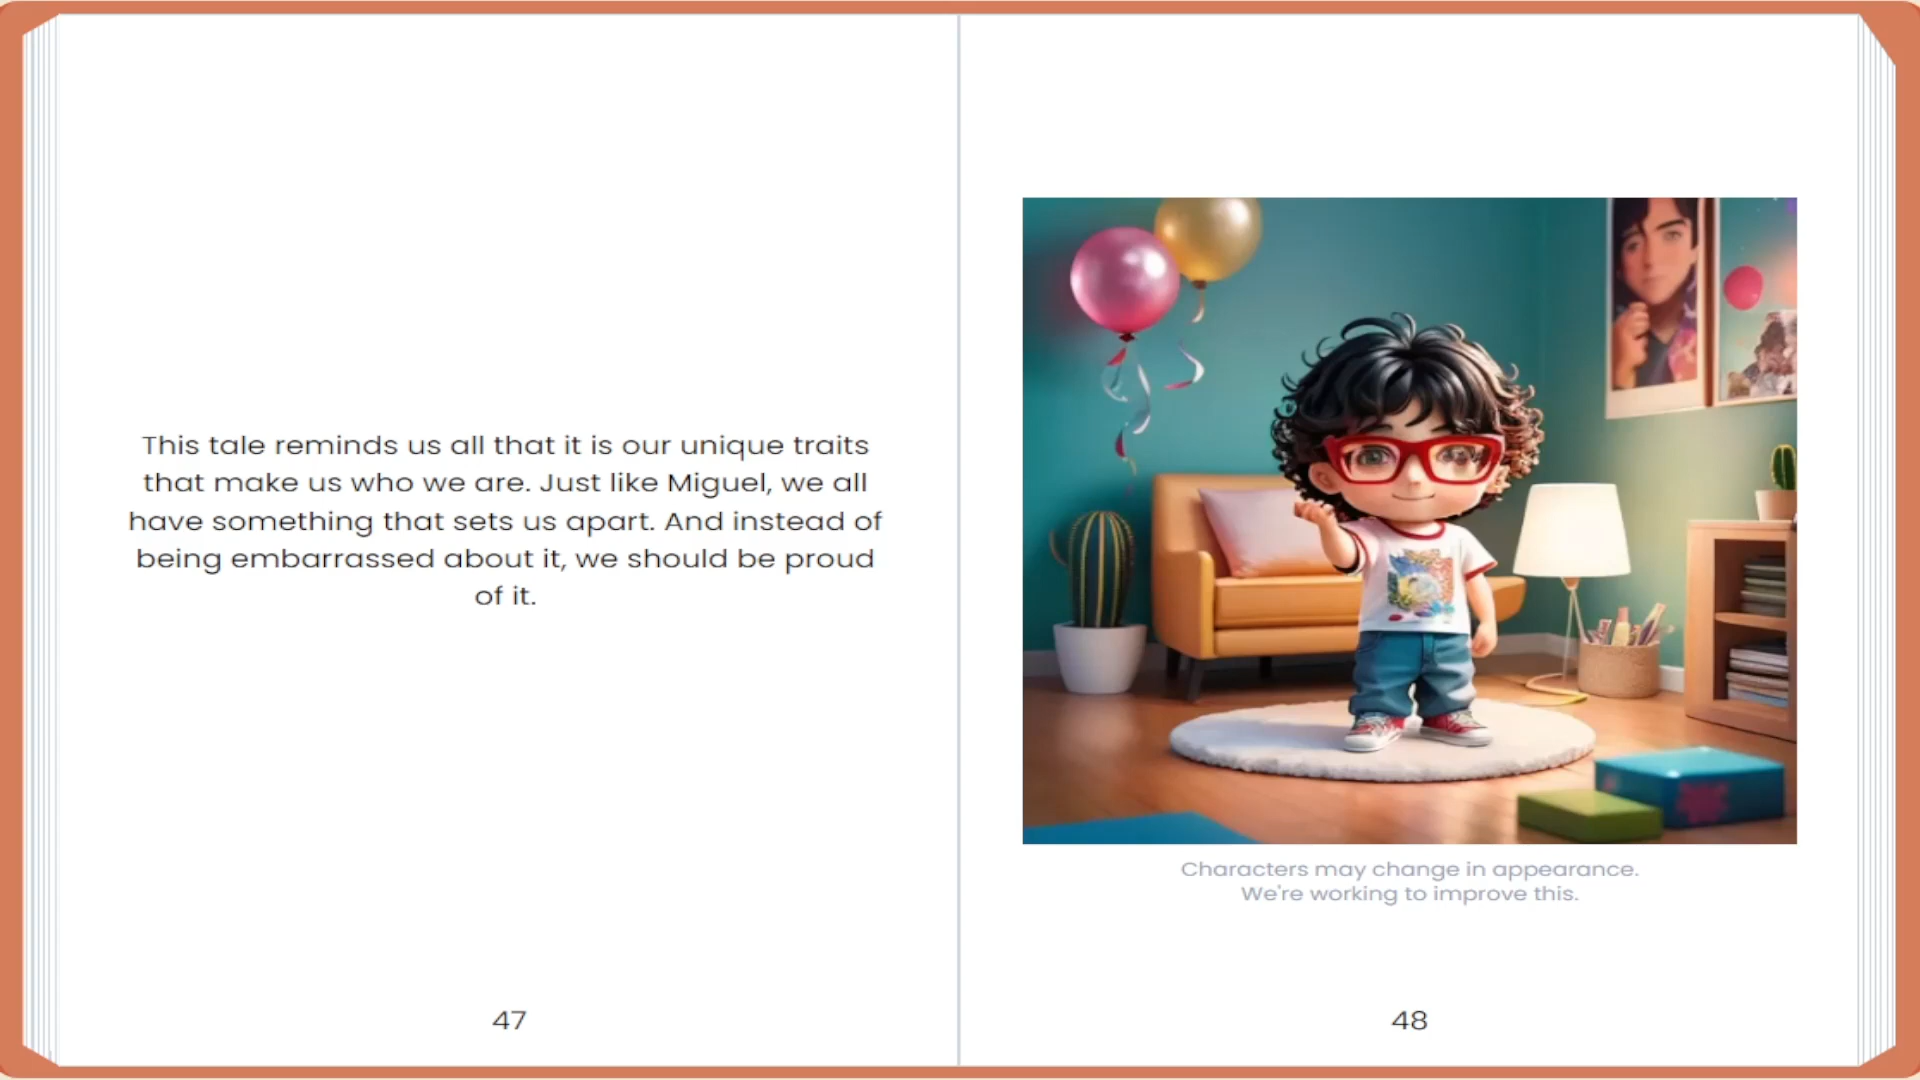 This tale reminds us all that it is our unique traits
that make us who we are. Just like Miguel, we all
have something that sets us apart. And instead of
being embarrassed about it, we should be proud
of it.
47
Characters may change in appearance.
We're working to improve this.
48